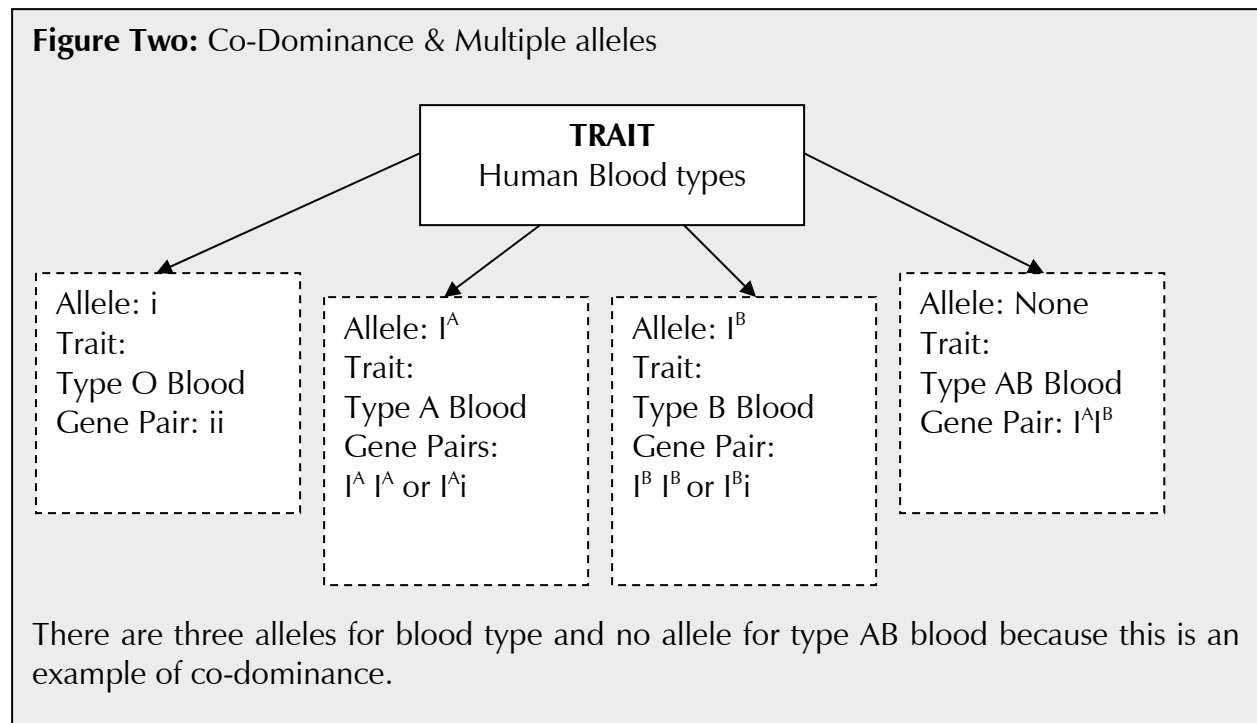 Figure Two: Co-Dominance & Multiple alleles
TRAIT
Human Blood types
Allele: i
Trait:
Type O Blood
Gene Pair: ii
Allele: Iᴬ
Trait:
Type A Blood
Gene Pairs:
Iᴬ Iᴬ or Iᴬi
Allele: Iᴮ
Trait:
Type B Blood
Gene Pair:
Iᴮ Iᴮ or Iᴮi
Allele: None
Trait:
Type AB Blood
Gene Pair: IᴬIᴮ
There are three alleles for blood type and no allele for type AB blood because this is an
example of co-dominance.